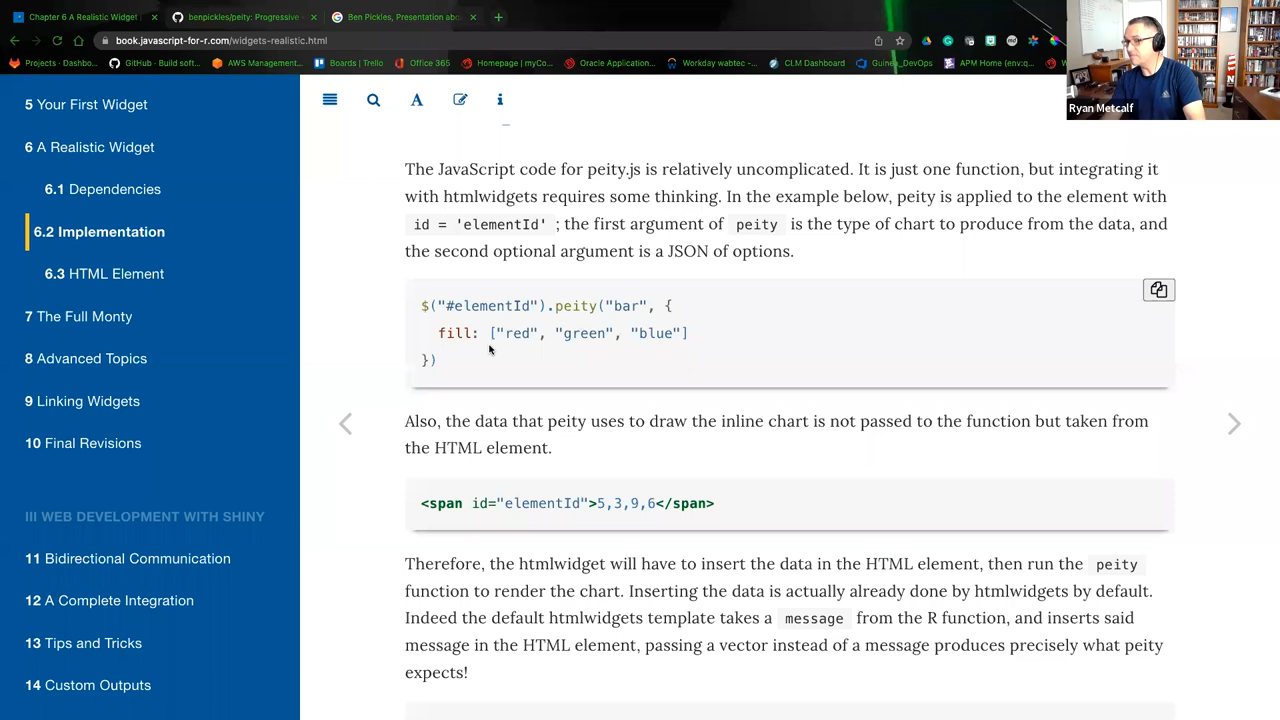 Chapter 6 A Realistic Widget
benpickles/peity: Progressive
Ben Pickles, Presentation abo
book.javascript-for-r.com/widgets-realistic.html
Projects - Dashbo...
GitHub · Build soft...
AWS Management...
Boards | Trello
Office 365
Homepage | myCo...
Oracle Application...
Workday wabtec -...
CLM Dashboard
Guinea_DevOps
APM Home (env:q...
Ryan Metcalf
5 Your First Widget
6 A Realistic Widget
6.1 Dependencies
6.2 Implementation
6.3 HTML Element
7 The Full Monty
8 Advanced Topics
9 Linking Widgets
10 Final Revisions
III WEB DEVELOPMENT WITH SHINY
11 Bidirectional Communication
12 A Complete Integration
13 Tips and Tricks
14 Custom Outputs
The JavaScript code for peity.js is relatively uncomplicated. It is just one function, but integrating it
with htmlwidgets requires some thinking. In the example below, peity is applied to the element with
id = 'elementId' ; the first argument of peity is the type of chart to produce from the data, and
the second optional argument is a JSON of options.
$("#elementId").peity("bar", {
fill: ["red", "green", "blue"]
})
Also, the data that peity uses to draw the inline chart is not passed to the function but taken from
the HTML element.
<span id="elementId">5,3,9,6</span>
Therefore, the htmlwidget will have to insert the data in the HTML element, then run the peity
function to render the chart. Inserting the data is actually already done by htmlwidgets by default.
Indeed the default htmlwidgets template takes a message from the R function, and inserts said
message in the HTML element, passing a vector instead of a message produces precisely what peity
expects!